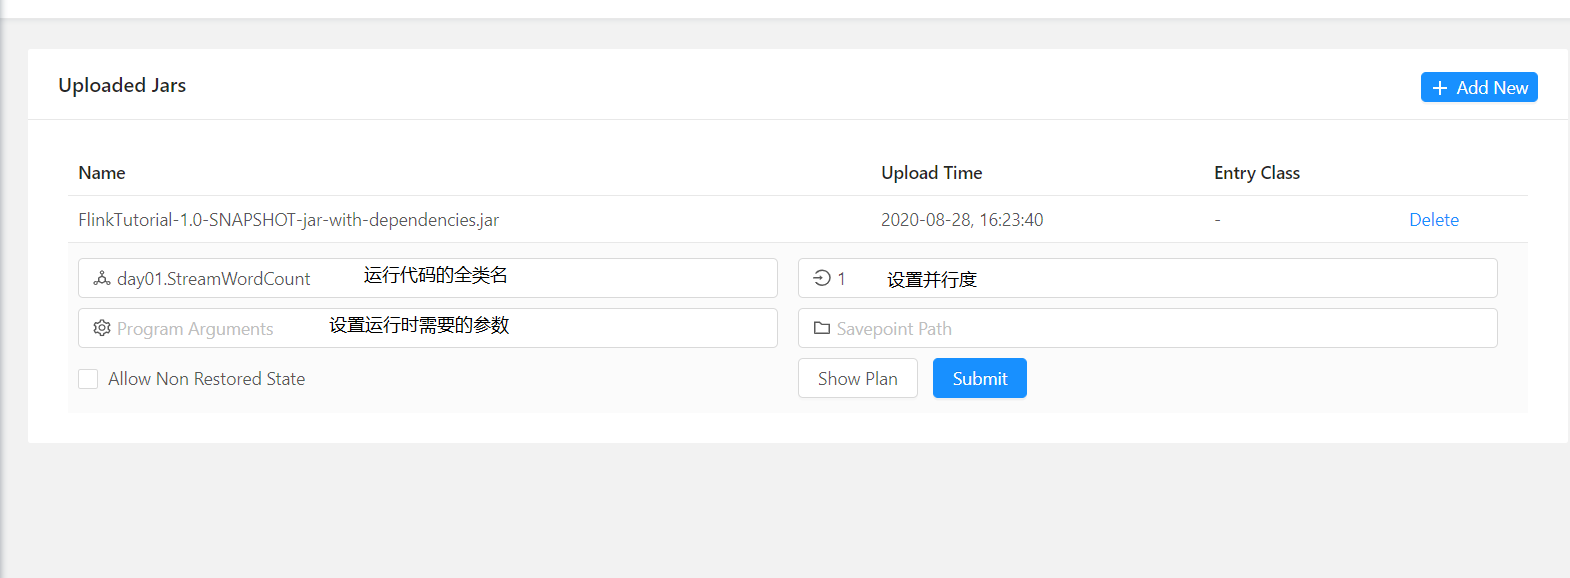 Uploaded Jars
+ Add New
Name Upload Time Entry Class
FlinkTutorial-1.0-SNAPSHOT-jar-with-dependencies.jar 2020-08-28, 16:23:40 - Delete
day01.StreamWordCount 运行代码的全类名 1 设置并行度
Program Arguments 设置运行时需要的参数 Savepoint Path
Allow Non Restored State Show Plan Submit